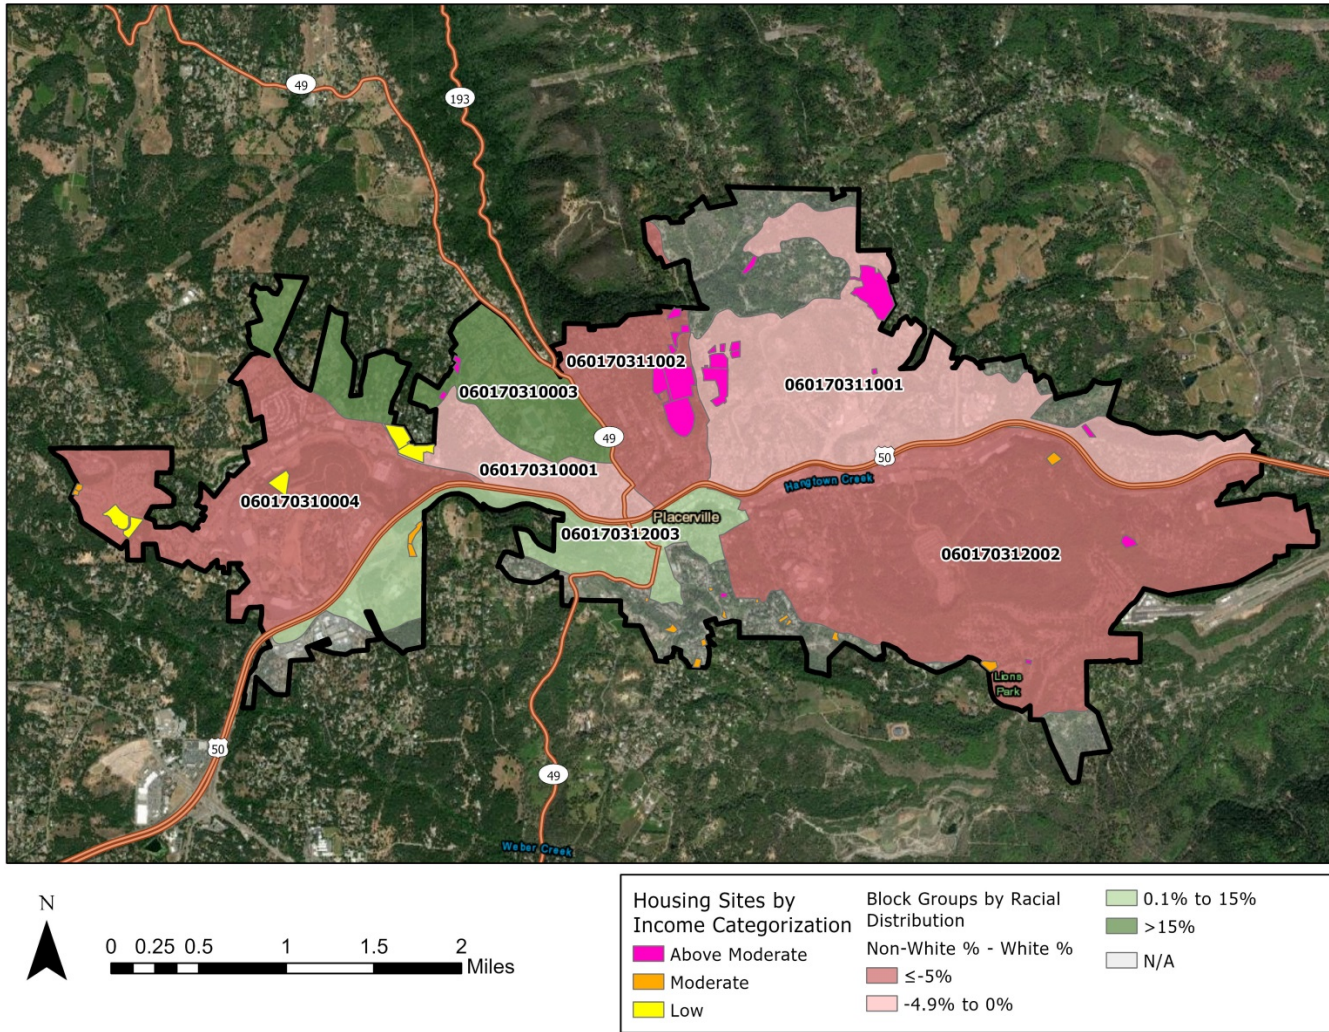 49
193
060170311002
060170310003
060170311001
49
060170310001
50
Hangtown Creek
060170310004
Placerville
060170312003
060170312002
Lions
Park
50
49
Weber Creek
N
0 0.25 0.5 1 1.5 2
Miles
Housing Sites by
Income Categorization
Above Moderate
Moderate
Low
Block Groups by Racial
Distribution
Non-White % - White %
≤-5%
-4.9% to 0%
0.1% to 15%
>15%
N/A